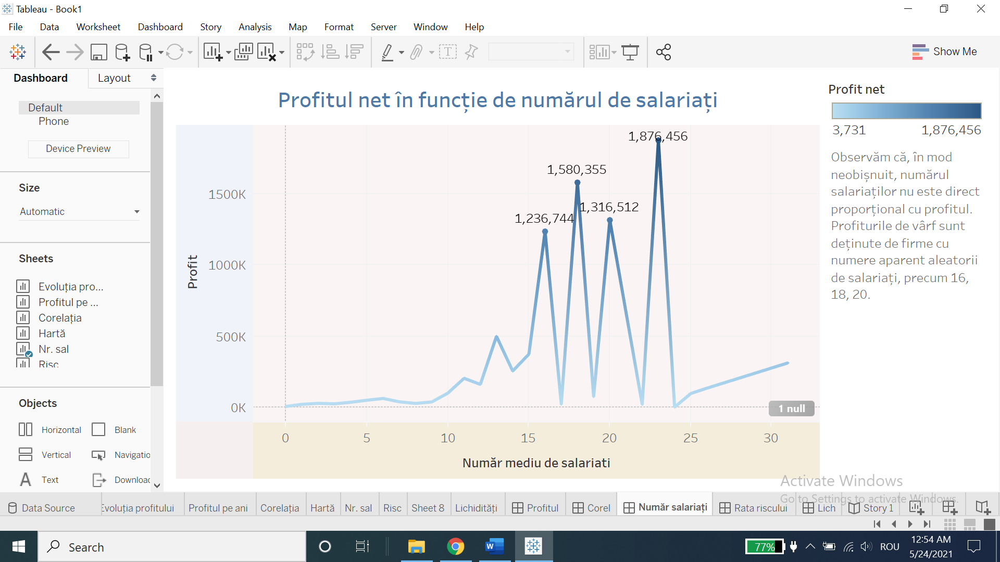 Tableau - Book1
File Data Worksheet Dashboard Story Analysis Map Format Server Window Help
Show Me
Dashboard Layout
Default
Phone
Device Preview
Size
Automatic
Sheets
Evoluția pro...
Profitul pe ...
Corelația
Hartă
Nr. sal
Risc
Objects
Horizontal Blank
Vertical Navigatio
Text Download
Profitul net în funcție de numărul de salariați
1,876,456
1,580,355
1,316,512
1,236,744
1500K
1000K
500K
0K
Profit
1 null
0 5 10 15 20 25 30
Număr mediu de salariati
Profit net
3,731 1,876,456
Observăm că, în mod
neobișnuit, numărul
salariaților nu este direct
proporțional cu profitul.
Profiturile de vârf sunt
deținute de firme cu
numere aparent aleatorii
de salariați, precum 16,
18, 20.
Activate Windows
Go to Settings to activate Windows.
Data Source Evoluția profitului Profitul pe ani Corelația Hartă Nr. sal Risc Sheet 8 Lichidități Profitul Corel Număr salariați Rata riscului Lich Story 1
Search
77%
ROU
12:54 AM
5/24/2021